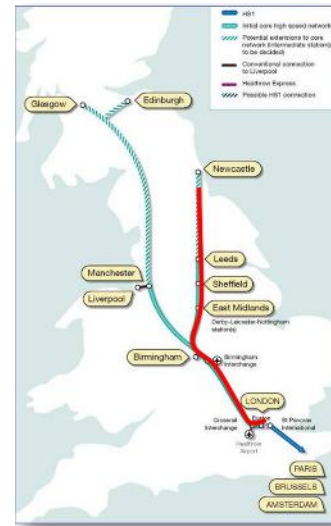 HS1
Initial core high speed network
Potential extensions to core
network (Intermediate stations
to be decided)
Conventional connection
to Liverpool
Heathrow Express
Possible HS1 connection
Glasgow
Edinburgh
Newcastle
Leeds
Manchester
Sheffield
Liverpool
East Midlands
(Derby-Leicester-Nottingham
station/s)
Birmingham
Birmingham
Interchange
LONDON
Euston
Crossrail
Interchange
St Pancras
International
Heathrow
Airport
PARIS
BRUSSELS
AMSTERDAM